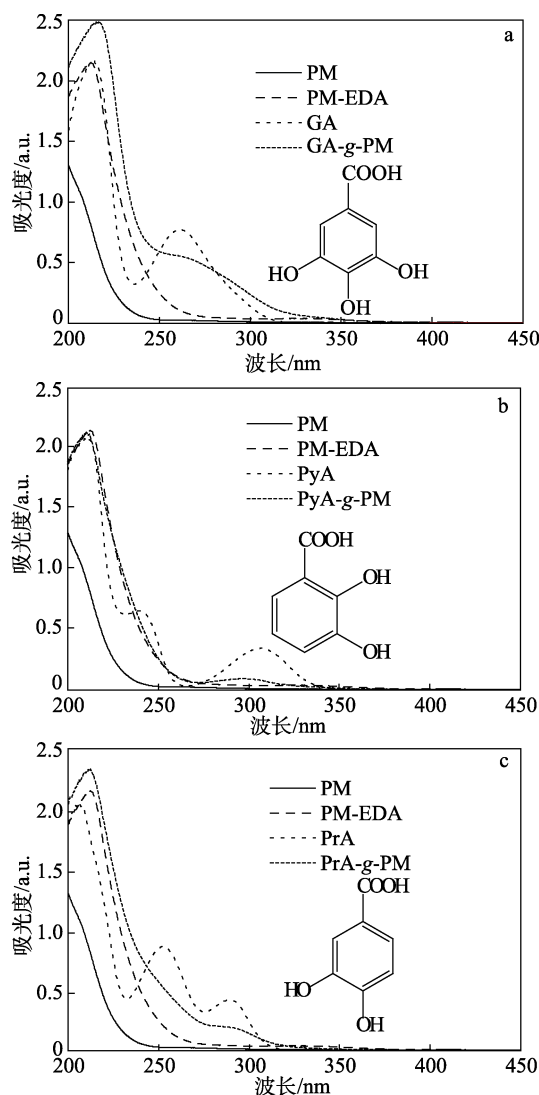 a
吸光度/a.u.
2.5
2.0
1.5
1.0
0.5
0
PM
PM-EDA
GA
GA-g-PM
COOH
HO
OH
OH
200 250 300 350 400 450
波长/nm
b
吸光度/a.u.
2.5
2.0
1.5
1.0
0.5
0
PM
PM-EDA
PyA
PyA-g-PM
COOH
OH
OH
200 250 300 350 400 450
波长/nm
c
吸光度/a.u.
2.5
2.0
1.5
1.0
0.5
0
PM
PM-EDA
PrA
PrA-g-PM
COOH
HO
OH
200 250 300 350 400 450
波长/nm